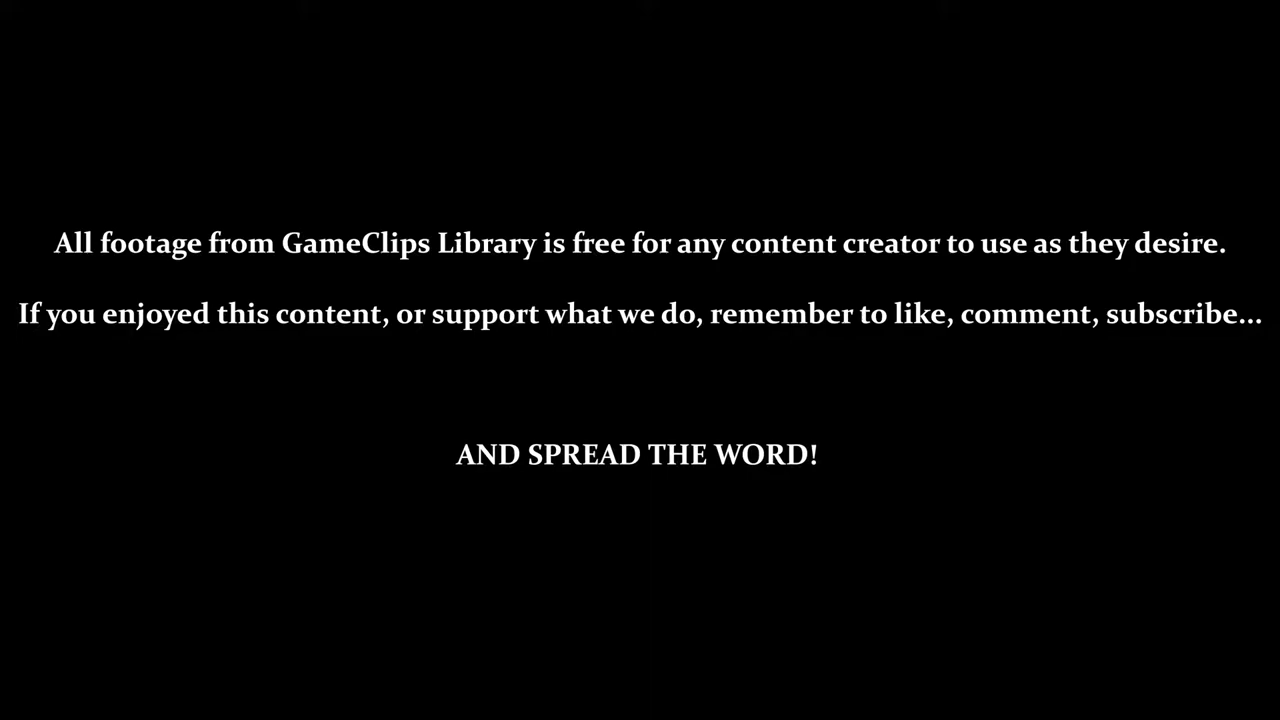 All footage from GameClips Library is free for any content creator to use as they desire.
If you enjoyed this content, or support what we do, remember to like, comment, subscribe...
AND SPREAD THE WORD!